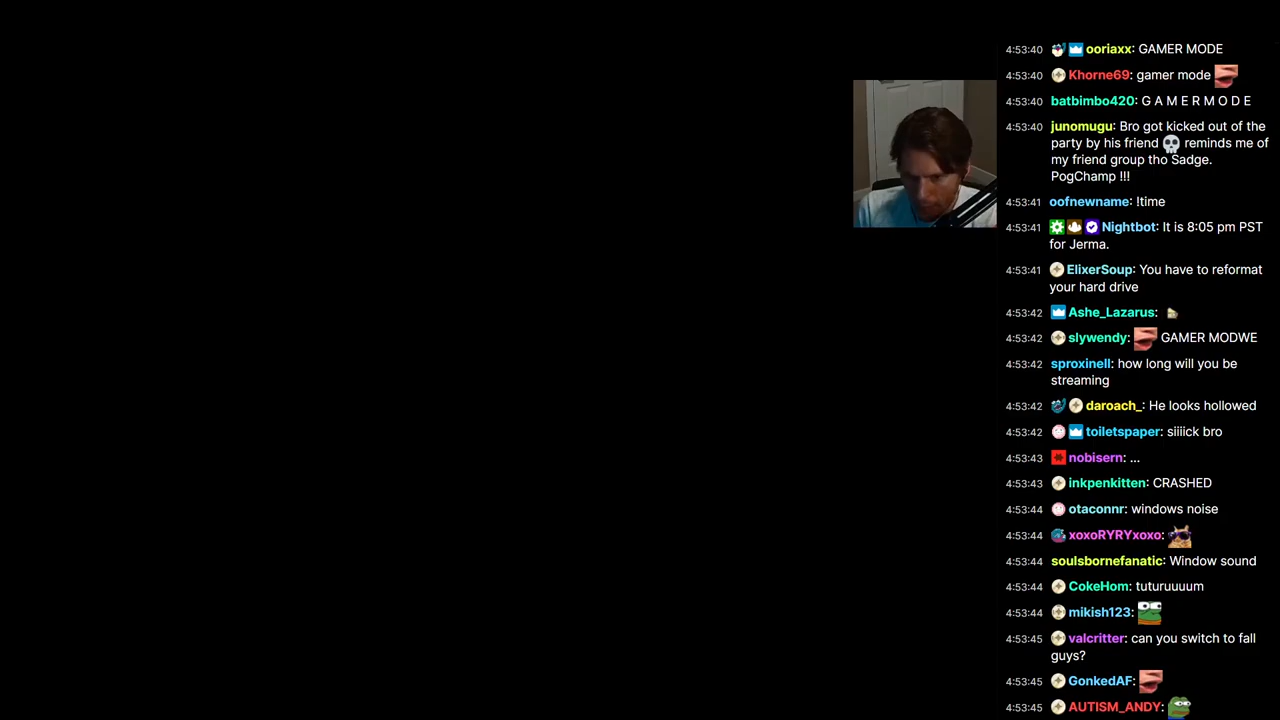 4:53:40 ooriaxx: GAMER MODE
4:53:40 Khorne69: gamer mode
batbimbo420: G A M E R M O D E
4:53:40
4:53:40 junomugu: Bro got kicked out of the
party by his friend reminds me of
my friend group tho Sadge.
PogChamp !!!
4:53:41 oofnewname: !time
4:53:41 Nightbot: It is 8:05 pm PST
for Jerma.
4:53:41 ElixerSoup: You have to reformat
your hard drive
4:53:42 Ashe_Lazarus:
4:53:42 slywendy: GAMER MODWE
4:53:42 sproxinell: how long will you be
streaming
4:53:42 daroach_: He looks hollowed
4:53:42 toiletspaper: siiiick bro
4:53:43 nobisern: ...
4:53:43 inkpenkitten: CRASHED
4:53:44 otaconnr: windows noise
4:53:44 xoxoRYRYxoxo:
4:53:44 soulsbornefanatic: Window sound
4:53:44 CokeHom: tuturuuuum
4:53:44 mikish123:
4:53:45 valcritter: can you switch to fall
guys?
4:53:45 GonkedAF:
4:53:45 AUTISM_ANDY: